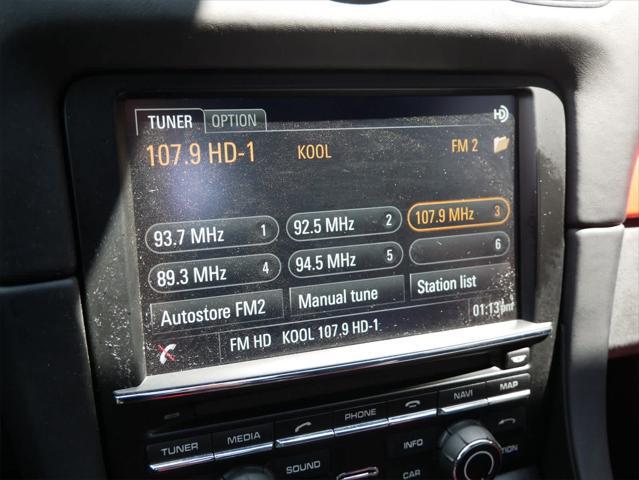 TUNER OPTION HD
107.9 HD-1 KOOL FM 2
93.7 MHz 1 92.5 MHz 2 107.9 MHz 3
89.3 MHz 4 94.5 MHz 5 6
Autostore FM2 Manual tune Station list
FM HD KOOL 107.9 HD-1 01:13pm
TUNER MEDIA PHONE NAVI MAP
SOUND INFO
CAR